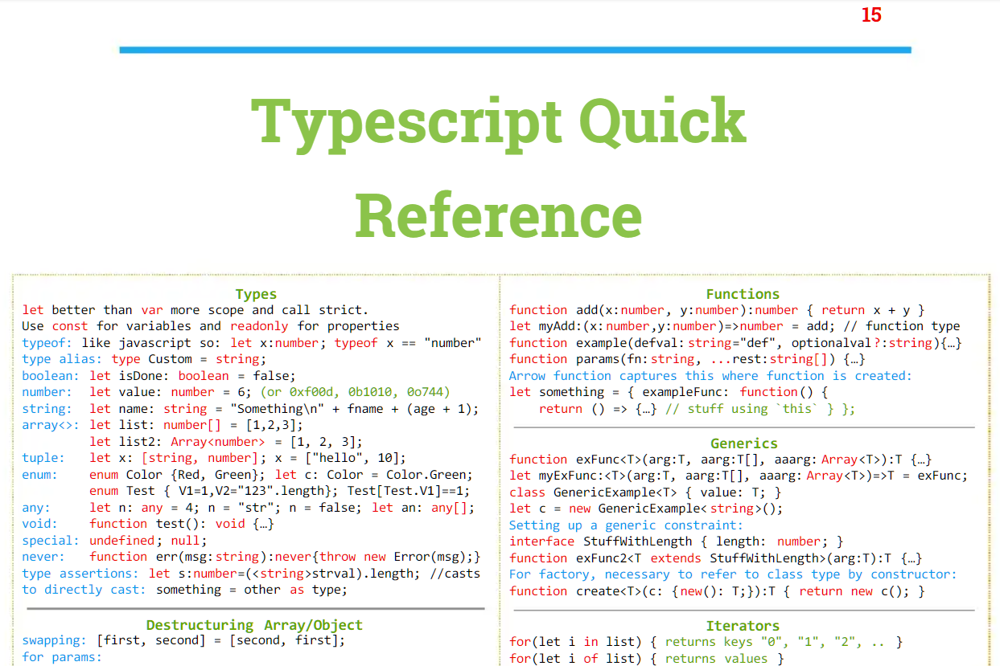 15
Typescript Quick
Reference
Types
let better than var more scope and call strict.
Use const for variables and readonly for properties
typeof: like javascript so: let x:number; typeof x == "number"
type alias: type Custom = string;
boolean: let isDone: boolean = false;
number: let value: number = 6; (or 0xf00d, 0b1010, 0o744)
string: let name: string = "Something\n" + fname + (age + 1);
array<>: let list: number[] = [1,2,3];
let list2: Array<number> = [1, 2, 3];
tuple: let x: [string, number]; x = ["hello", 10];
enum: enum Color {Red, Green}; let c: Color = Color.Green;
enum Test { V1=1,V2="123".length}; Test[Test.V1]==1;
any: let n: any = 4; n = "str"; n = false; let an: any[];
void: function test(): void {…}
special: undefined; null;
never: function err(msg:string):never{throw new Error(msg);}
type assertions: let s:number=(<string>strval).length; //casts
to directly cast: something = other as type;
Destructuring Array/Object
swapping: [first, second] = [second, first];
for params:
Functions
function add(x:number, y:number):number { return x + y }
let myAdd:(x:number,y:number)=>number = add; // function type
function example(defval:string="def", optionalval?:string){…}
function params(fn:string, ...rest:string[]) {…}
Arrow function captures this where function is created:
let something = { exampleFunc: function() {
return () => {…} // stuff using `this` } };
Generics
function exFunc<T>(arg:T, aarg:T[], aaarg:Array<T>):T {…}
let myExFunc:<T>(arg:T, aarg:T[], aaarg:Array<T>)=>T = exFunc;
class GenericExample<T> { value: T; }
let c = new GenericExample<string>();
Setting up a generic constraint:
interface StuffWithLength { length: number; }
function exFunc2<T extends StuffWithLength>(arg:T):T {…}
For factory, necessary to refer to class type by constructor:
function create<T>(c: {new(): T;}):T { return new c(); }
Iterators
for(let i in list) { returns keys "0", "1", "2", .. }
for(let i of list) { returns values }